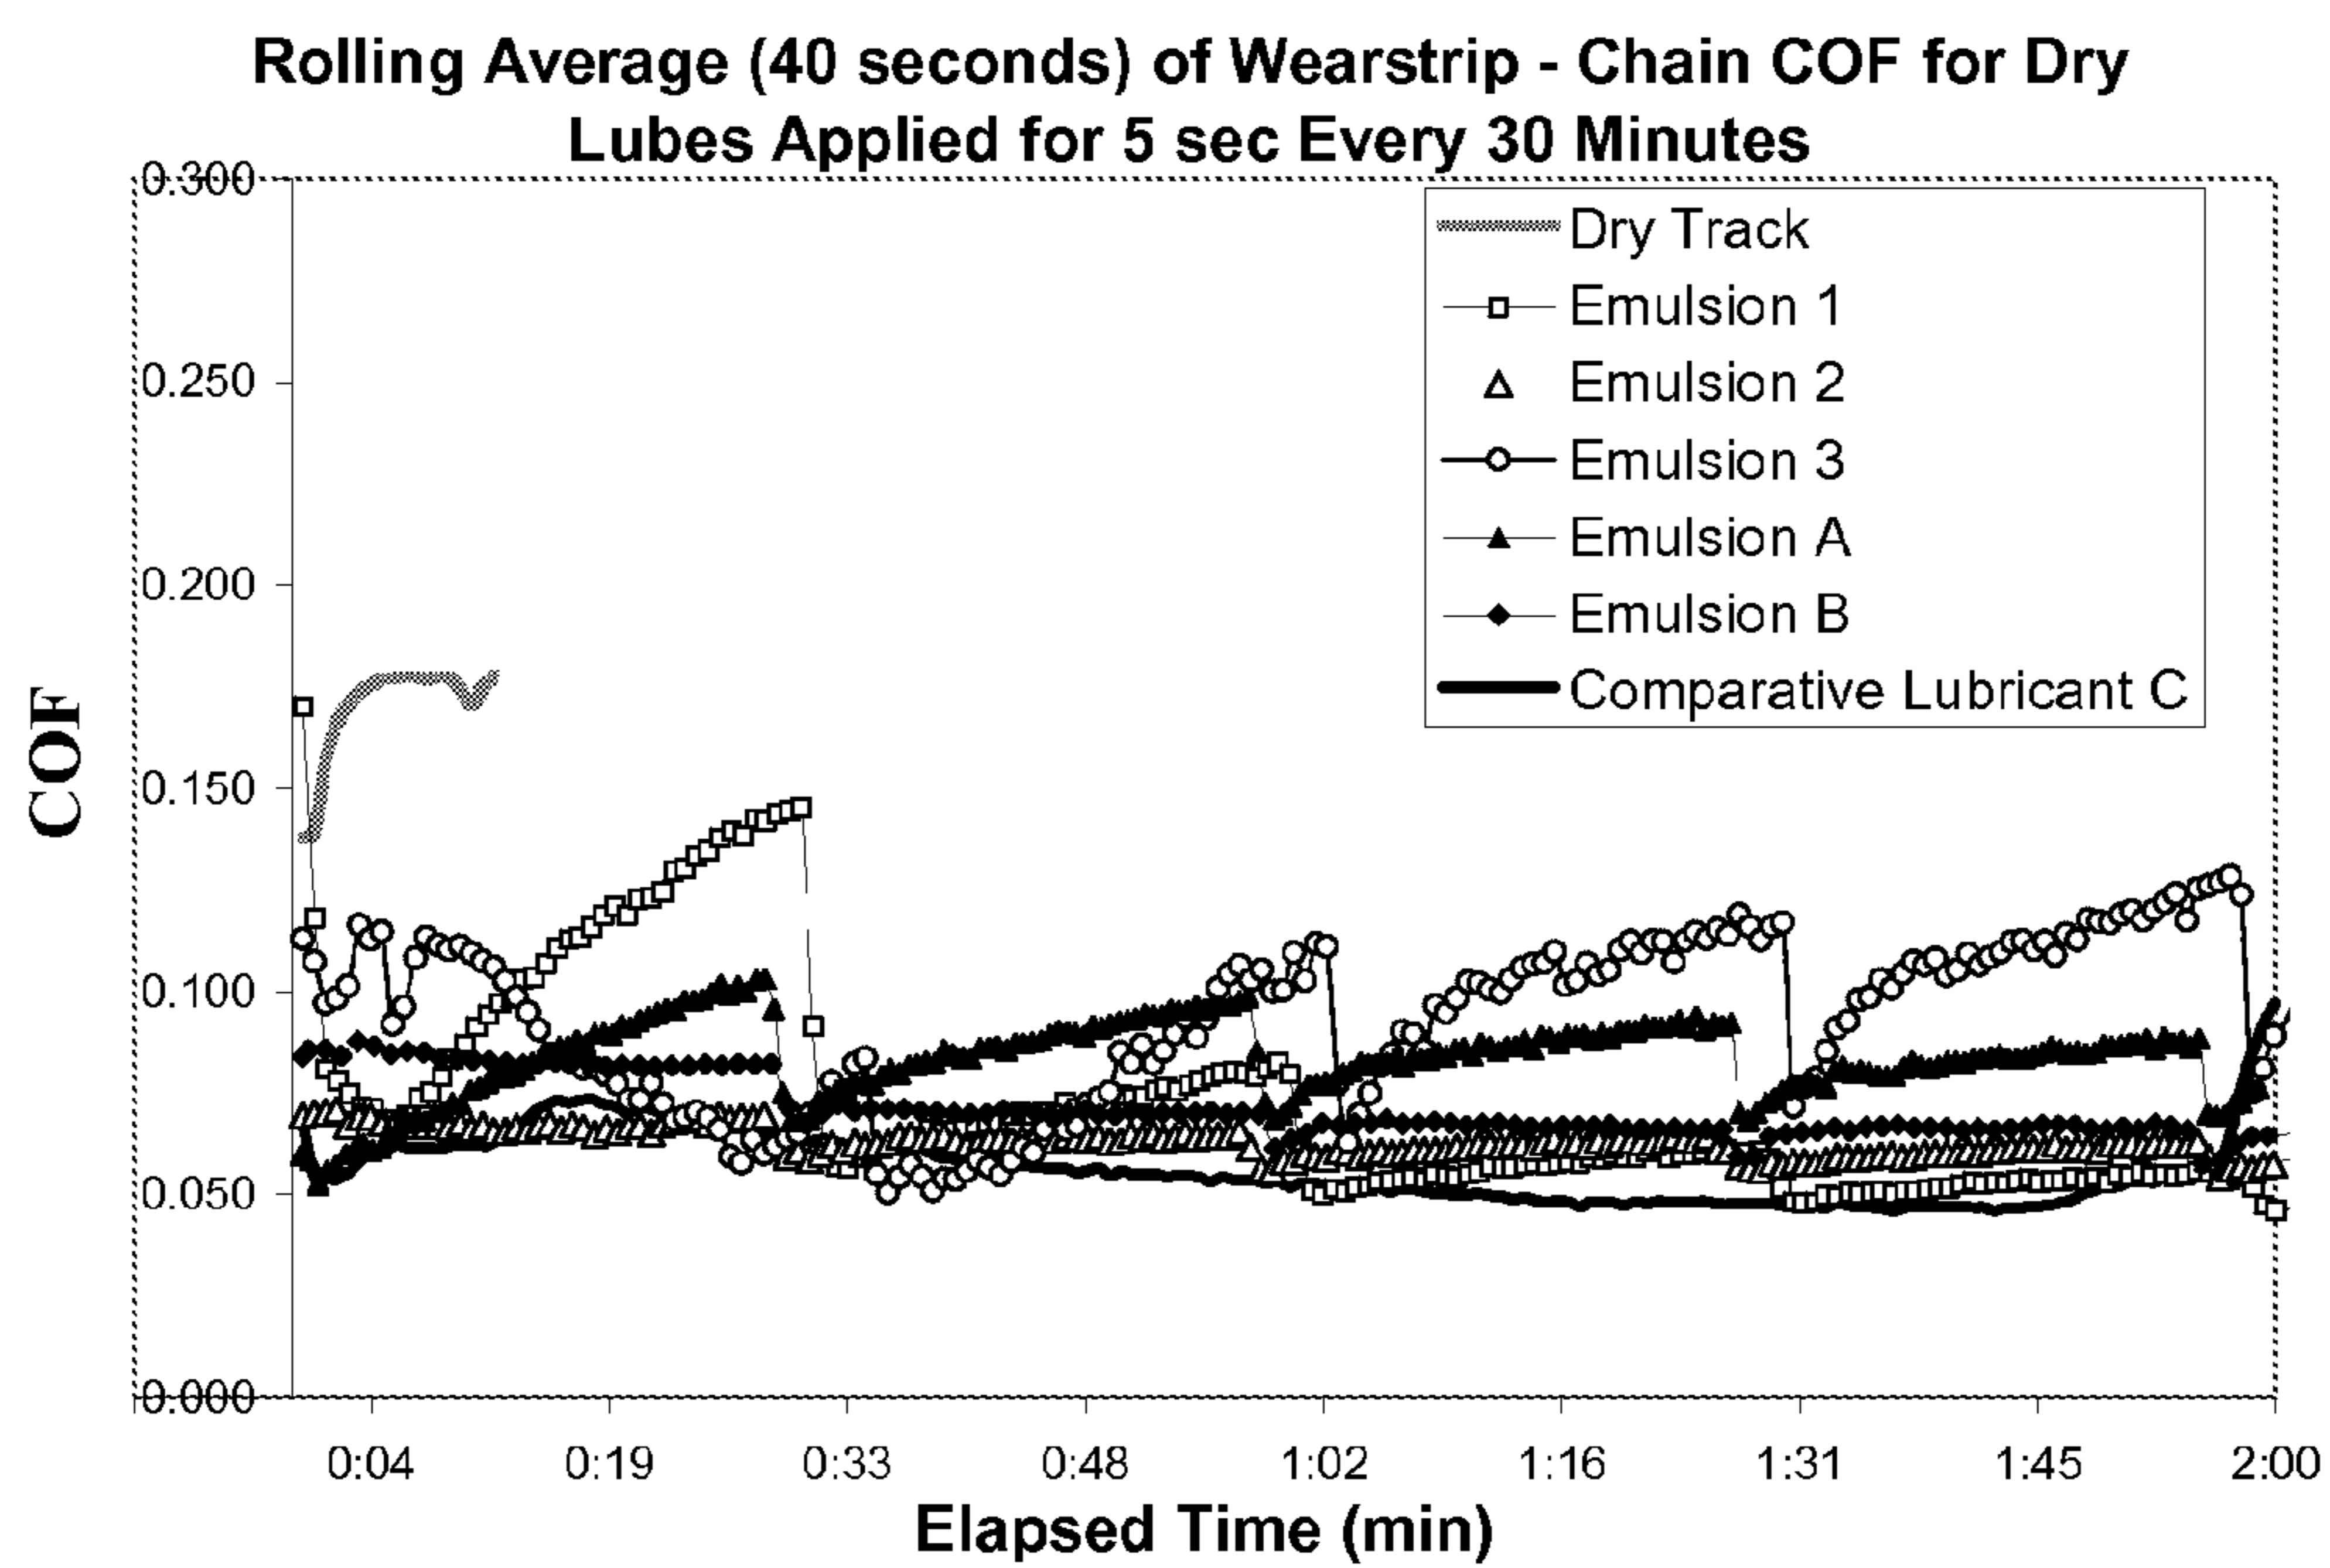 Rolling Average (40 seconds) of Wearstrip - Chain COF for Dry
Lubes Applied for 5 sec Every 30 Minutes
0.300
0.250
0.200
0.150
0.100
0.050
0.000
COF
Dry Track
Emulsion 1
Emulsion 2
Emulsion 3
Emulsion A
Emulsion B
Comparative Lubricant C
0:04 0:19 0:33 0:48 1:02 1:16 1:31 1:45 2:00
Elapsed Time (min)